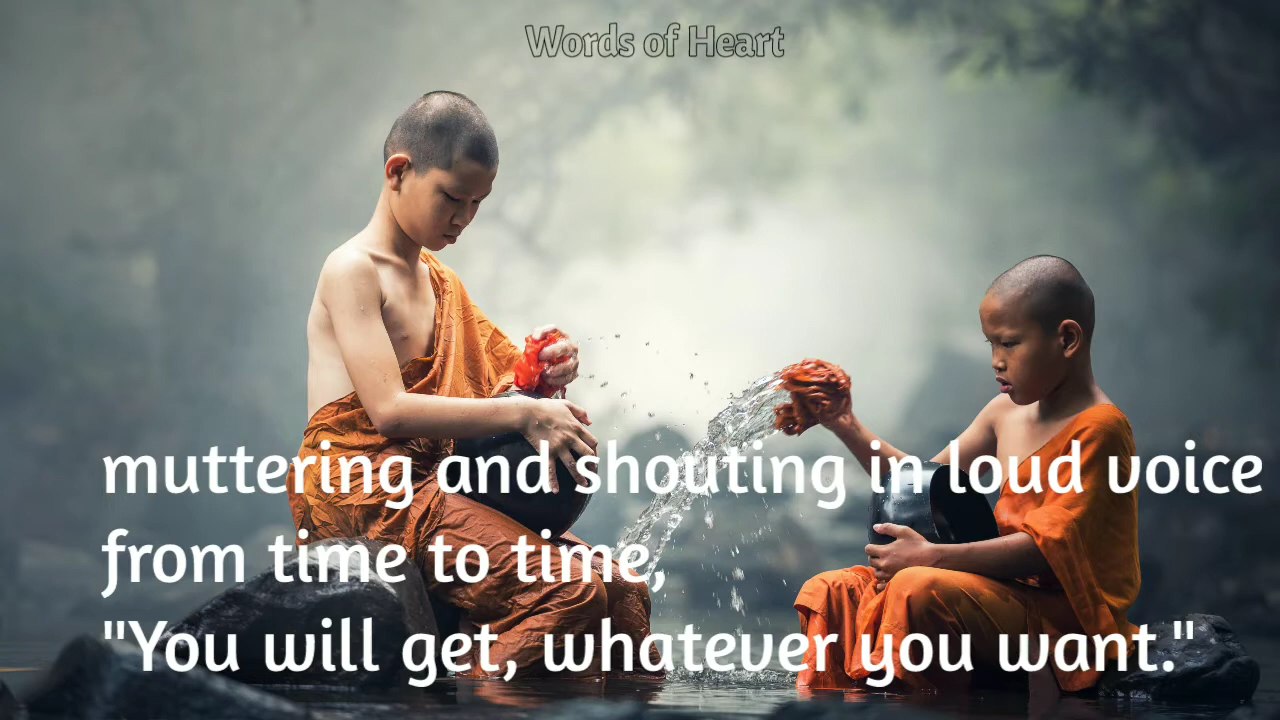 Words of Heart
muttering and shouting in loud voice
from time to time,
"You will get, whatever you want."